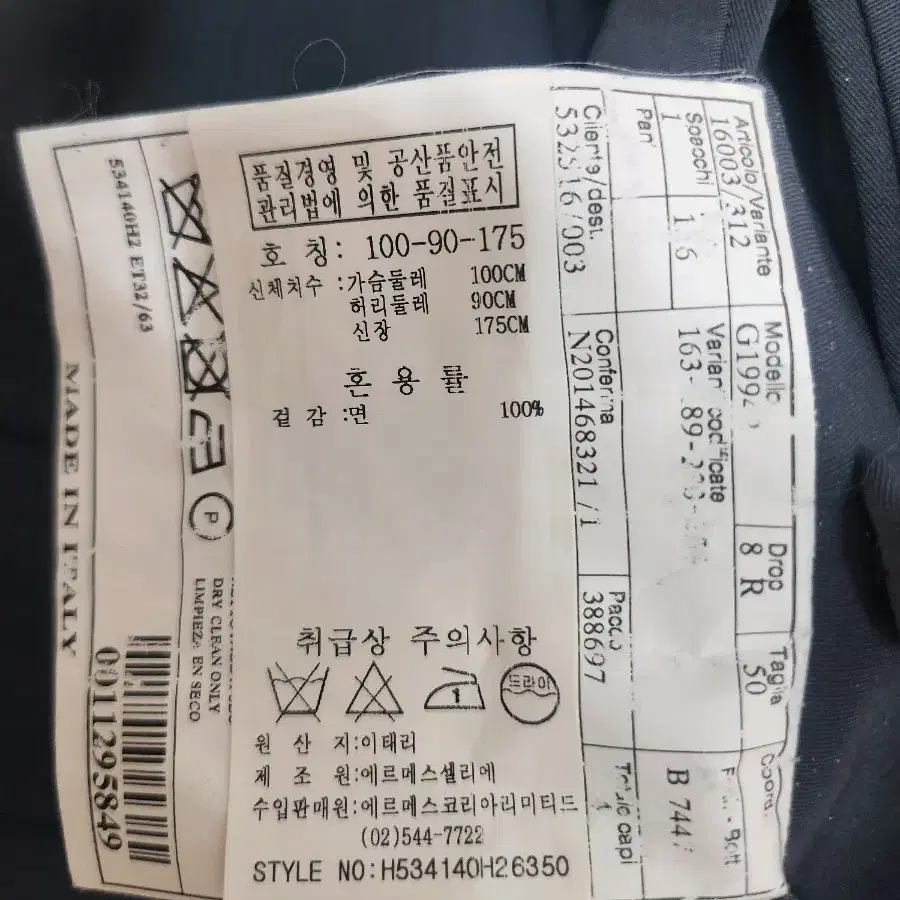 품질경영 및 공산품안전
관리법에 의한 품질표시
호 칭: 100-90-175
신체치수 :가슴둘레 100CM
허리둘레 90CM
신장 175CM
혼 용 률
겉 감 :면 100%
취급상 주의사항
1
드라이
원 산 지:이태리
제 조 원:에르메스셀리에
수입판매원:에르메스코리아리미티드
(02)544-7722
STYLE NO:H534140H26350
Articolo/Variante
16003/312
Modello
Drop
8 R
Taglia
50
Spacchi
1
163-
B 744
Clienta/dest.
532516/003
Conferma
N201468321 /1
Pacco
388697
capi
1
534140H2 ET32/63
P
DRY CLEAN ONLY
LIMPIEZA EN SECO
MADE IN ITALY
0011295849